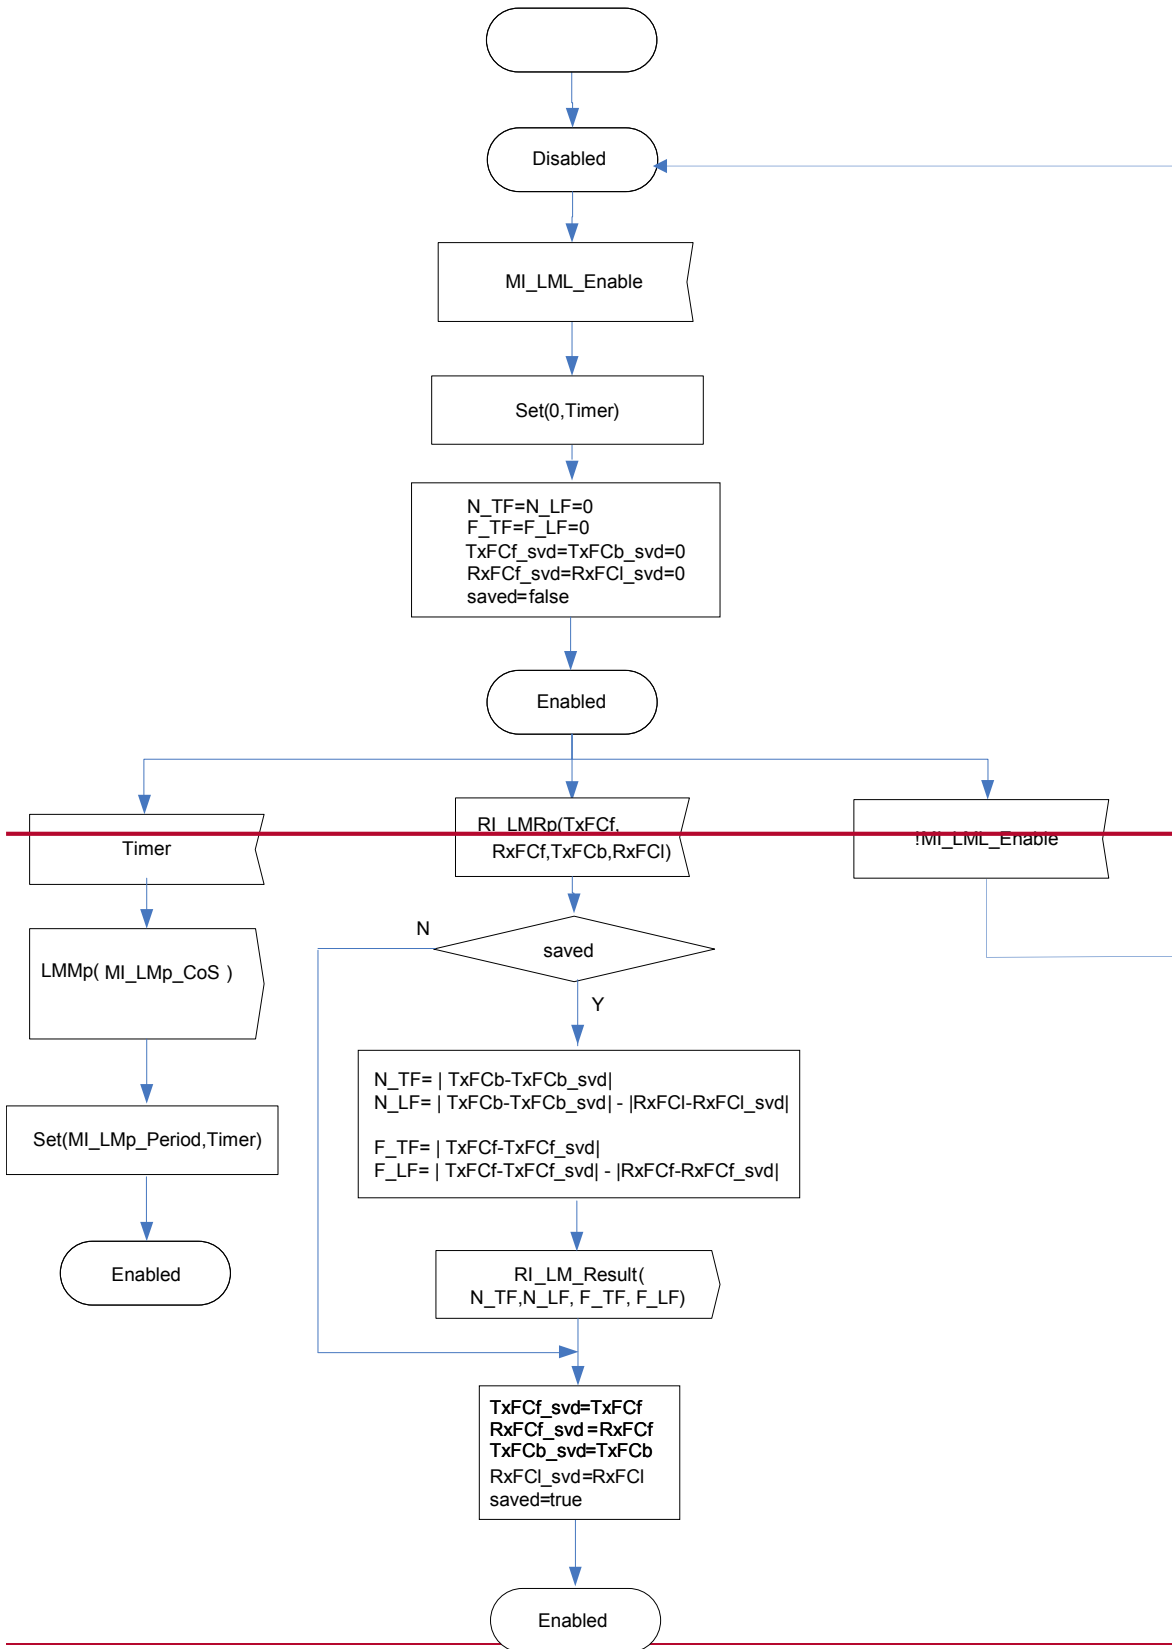 Disabled
MI_LML_Enable
Set(0,Timer)
N_TF=N_LF=0
F_TF=F_LF=0
TxFCf_svd=TxFCb_svd=0
RxFCf_svd=RxFCl_svd=0
saved=false
Enabled
Timer
RI_LMRp(TxFCf,
RxFCf,TxFCb,RxFCl)
!MI_LML_Enable
LMMp( MI_LMp_CoS )
N
saved
Y
Set(MI_LMp_Period,Timer)
N_TF= | TxFCb-TxFCb_svd|
N_LF= | TxFCb-TxFCb_svd| - |RxFCl-RxFCl_svd|
F_TF= | TxFCf-TxFCf_svd|
F_LF= | TxFCf-TxFCf_svd| - |RxFCf-RxFCf_svd|
Enabled
RI_LM_Result(
N_TF,N_LF, F_TF, F_LF)
TxFCf_svd=TxFCf
RxFCf_svd =RxFCf
TxFCb_svd=TxFCb
RxFCl_svd=RxFCl
saved=true
Enabled